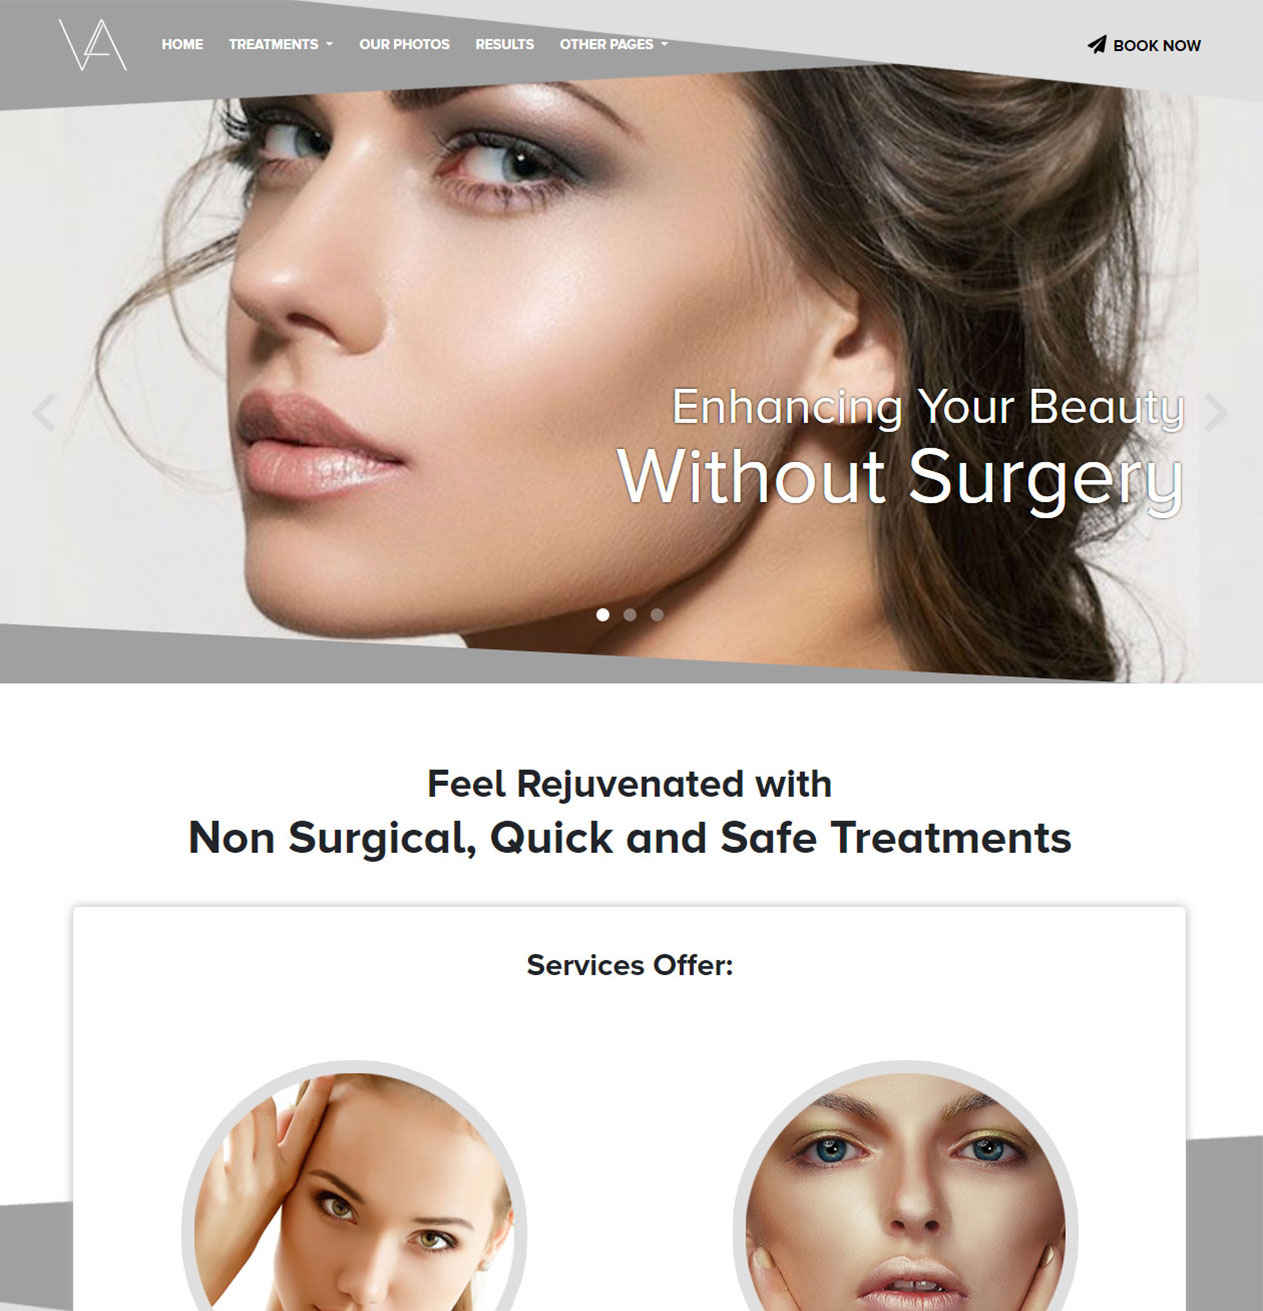 VA
HOME
TREATMENTS
OUR PHOTOS
RESULTS
OTHER PAGES
BOOK NOW
Enhancing Your Beauty
Without Surgery
Feel Rejuvenated with
Non Surgical, Quick and Safe Treatments
Services Offer: